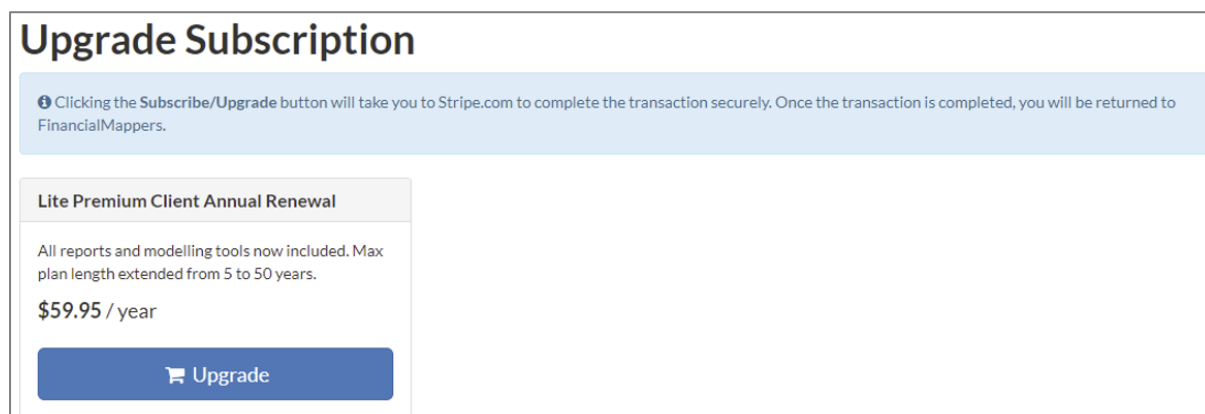 Upgrade Subscription
Clicking the Subscribe/Upgrade button will take you to Stripe.com to complete the transaction securely. Once the transaction is completed, you will be returned to
FinancialMappers.
Lite Premium Client Annual Renewal
All reports and modelling tools now included. Max
plan length extended from 5 to 50 years.
$59.95 / year
Upgrade